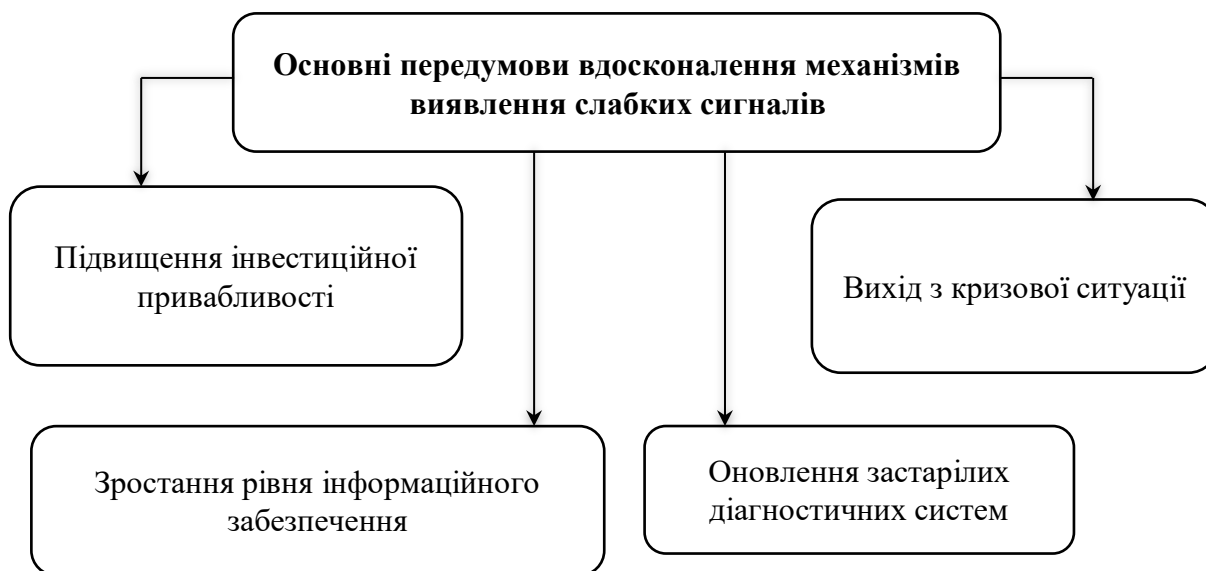 Основні передумови вдосконалення механізмів
виявлення слабких сигналів
Підвищення інвестиційної
привабливості
Вихід з кризової ситуації
Зростання рівня інформаційного
забезпечення
Оновлення застарілих
діагностичних систем